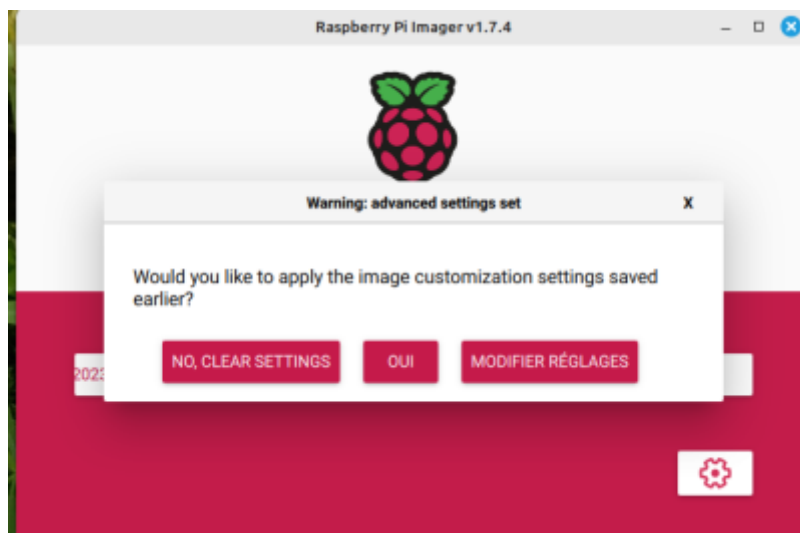 Raspberry Pi Imager v1.7.4
Warning: advanced settings set X
Would you like to apply the image customization settings saved
earlier?
NO, CLEAR SETTINGS OUI MODIFIER RÉGLAGES
2023